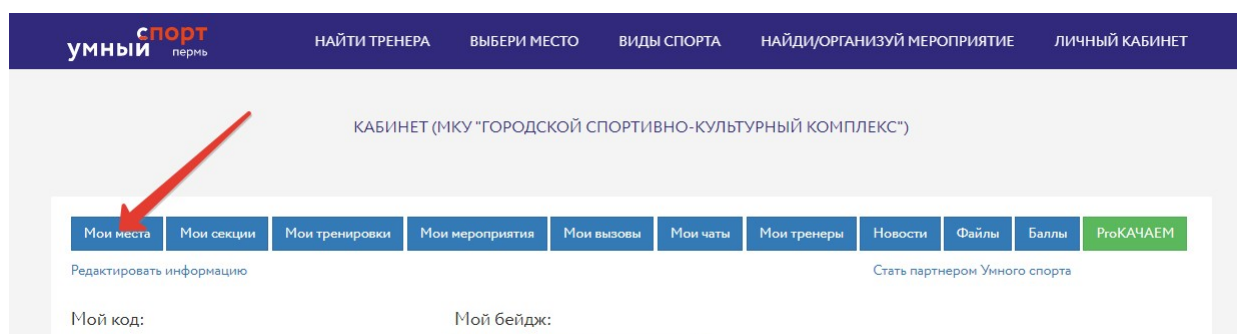 умный спорт пермь
НАЙТИ ТРЕНЕРА ВЫБЕРИ МЕСТО ВИДЫ СПОРТА НАЙДИ/ОРГАНИЗУЙ МЕРОПРИЯТИЕ ЛИЧНЫЙ КАБИНЕТ
КАБИНЕТ (МКУ "ГОРОДСКОЙ СПОРТИВНО-КУЛЬТУРНЫЙ КОМПЛЕКС")
Мои места Мои секции Мои тренировки Мои мероприятия Мои вызовы Мои чаты Мои тренеры Новости Файлы Баллы ProКАЧАЕМ
Редактировать информацию Стать партнером Умного спорта
Мой код: Мой бейдж: